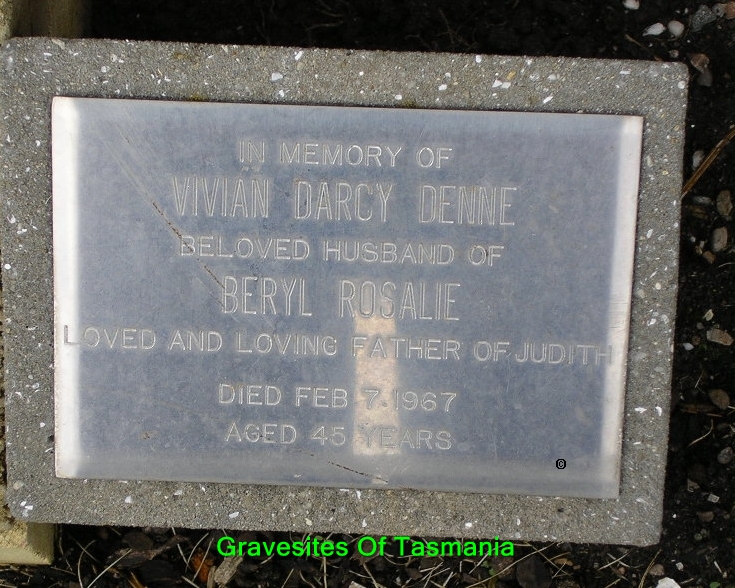 IN MEMORY OF
VIVIAN DARCY DENNE
BELOVED HUSBAND OF
BERYL ROSALIE
LOVED AND LOVING FATHER OF JUDITH
DIED FEB 7. 1967
AGED 45 YEARS
©
Gravesites Of Tasmania